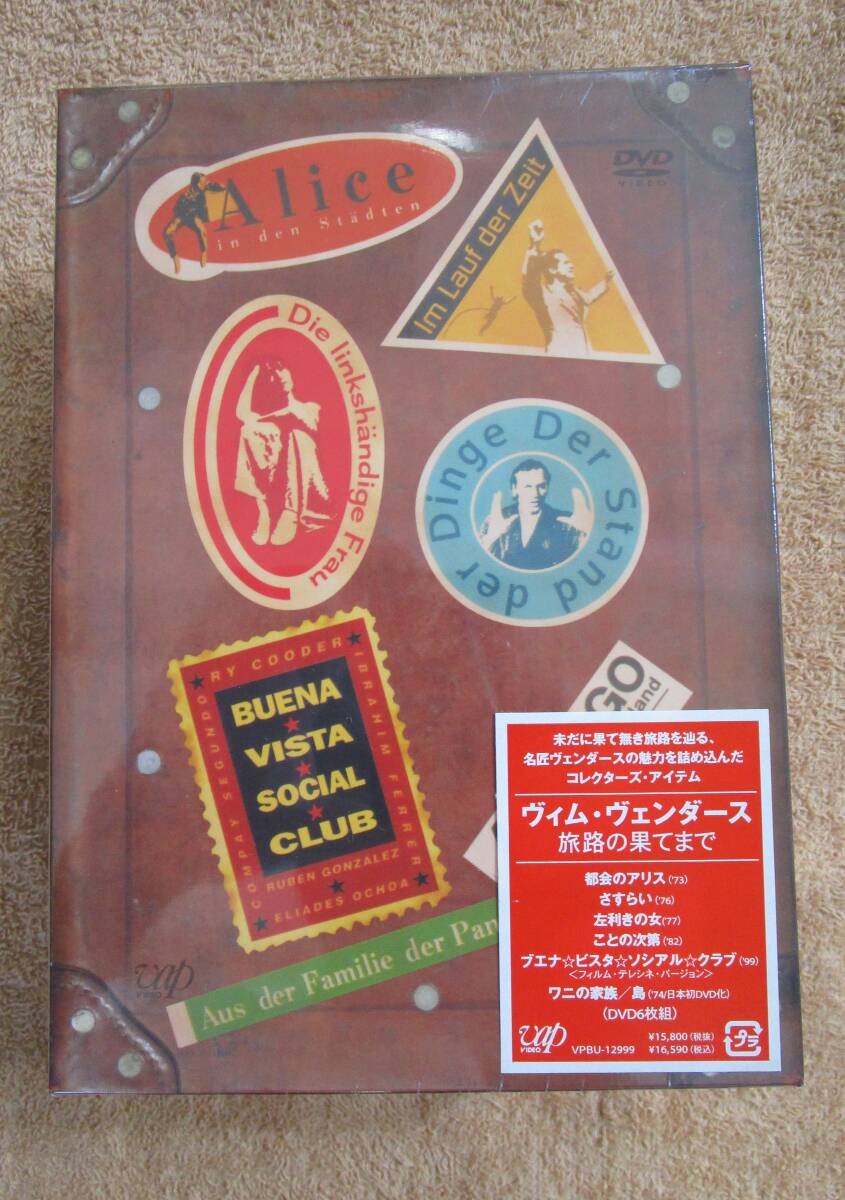 Alice
in den Städten
DVD
VIDEO
Im Lauf der Zeit
Die linkshändige Frau
Der Stand der Dinge
RY COODER
IBRAHIM FERRER
COMPAY SEGUNDO
BUENA
VISTA
SOCIAL
CLUB
RUBEN GONZALEZ
ELIADES OCHOA
GO
Aus der Familie der Pan
vap
VIDEO
未だに果て無き旅路を辿る、
名匠ヴェンダースの魅力を詰め込んだ
コレクターズ・アイテム
ヴィム・ヴェンダース
旅路の果てまで
都会のアリス('73)
さすらい('76)
左利きの女('77)
ことの次第('82)
ブエナ☆ビスタ☆ソシアル☆クラブ('99)
<フィルム・テレシネ・バージョン>
ワニの家族/島('74/日本初DVD化)
(DVD6枚組)
vap
VIDEO
VPBU-12999
¥15,800(税抜)
¥16,590(税込)
プラ